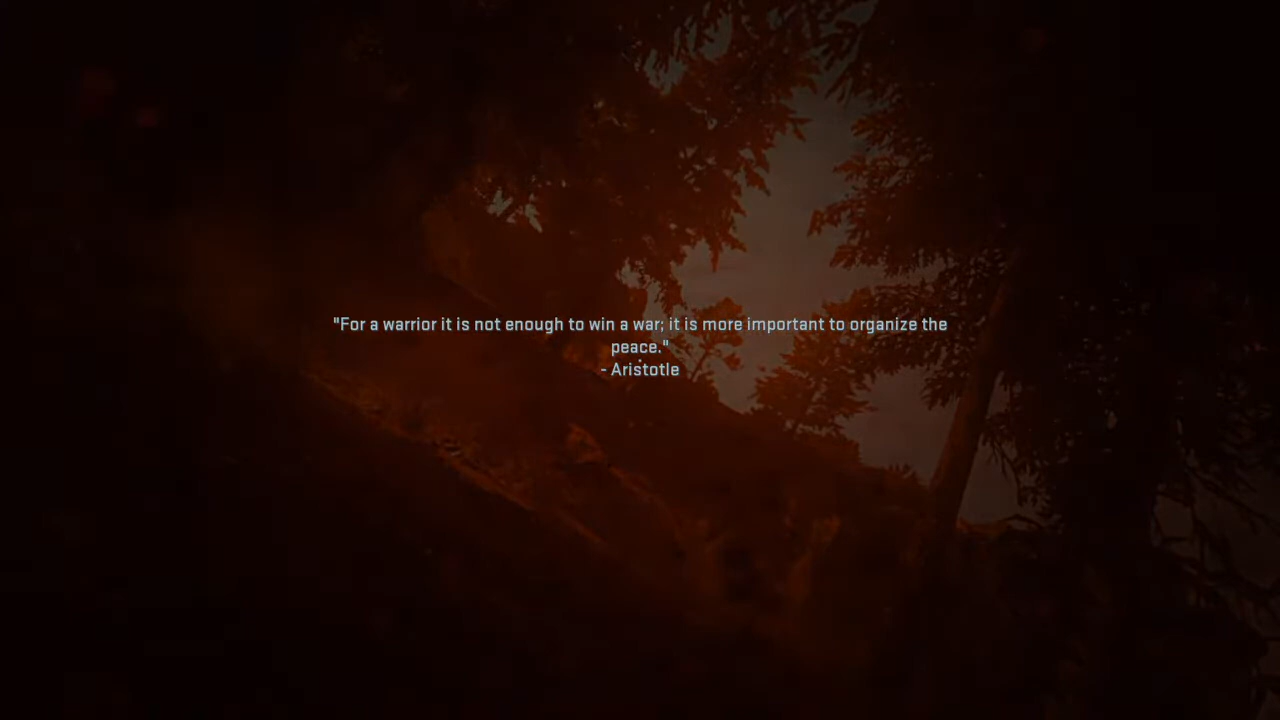 "For a warrior it is not enough to win a war; it is more important to organize the
peace."
- Aristotle